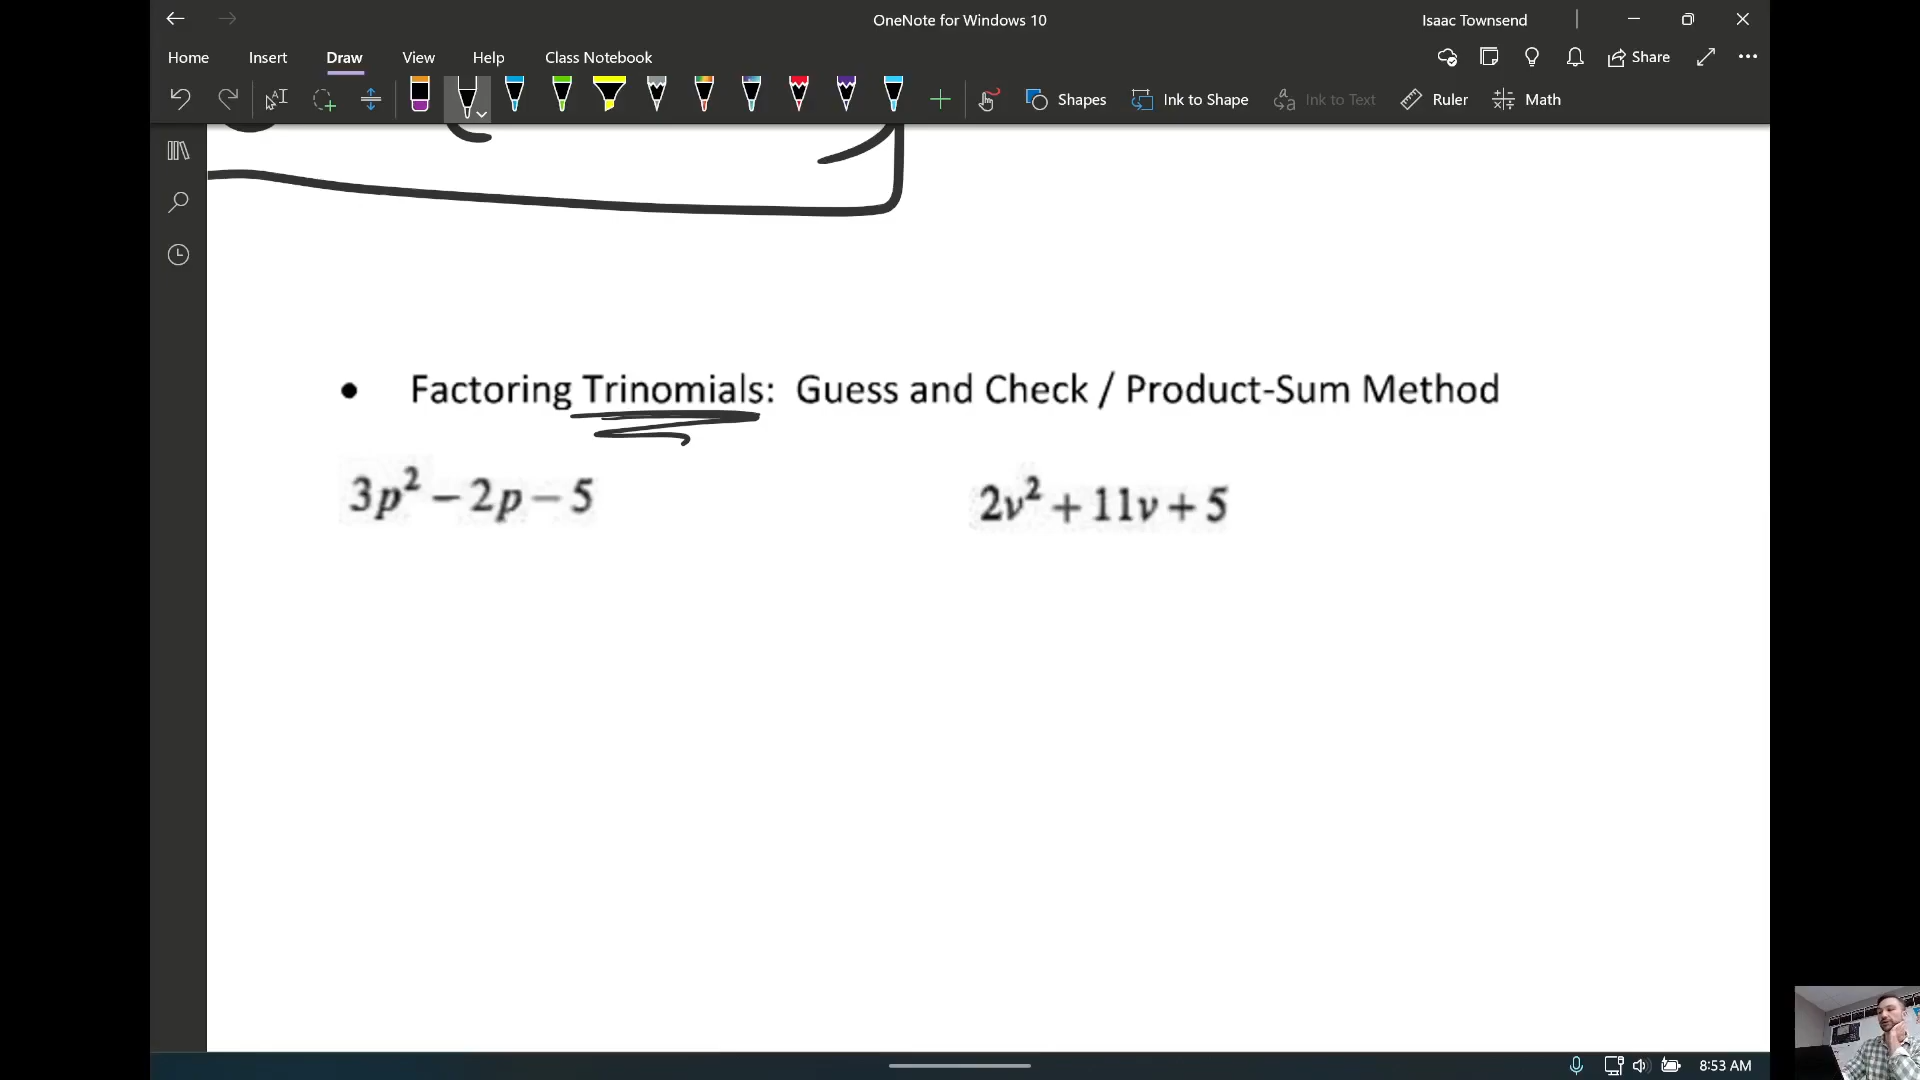 OneNote for Windows 10
Isaac Townsend
Home Insert Draw View Help Class Notebook
Share
Shapes Ink to Shape Ink to Text Ruler Math
• Factoring Trinomials: Guess and Check / Product-Sum Method
3p² − 2p − 5 2v² + 11v + 5
8:53 AM